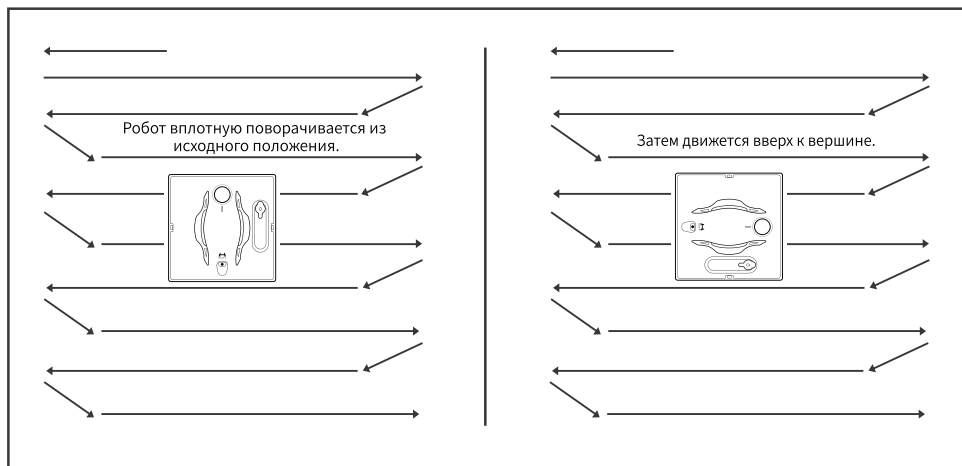 Робот вплотную поворачивается из
исходного положения.
Затем движется вверх к вершине.